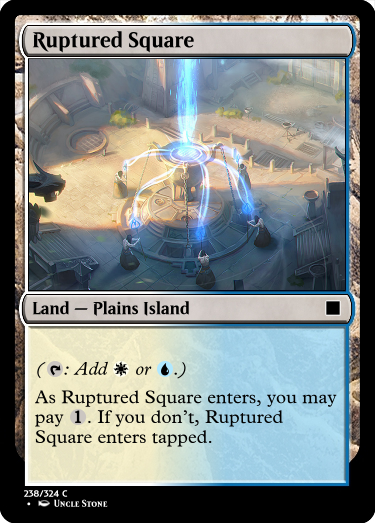 Ruptured Square
Land — Plains Island
(: Add or .)
As Ruptured Square enters, you may
pay 1. If you don't, Ruptured
Square enters tapped.
238/324 C
• Uncle Stone